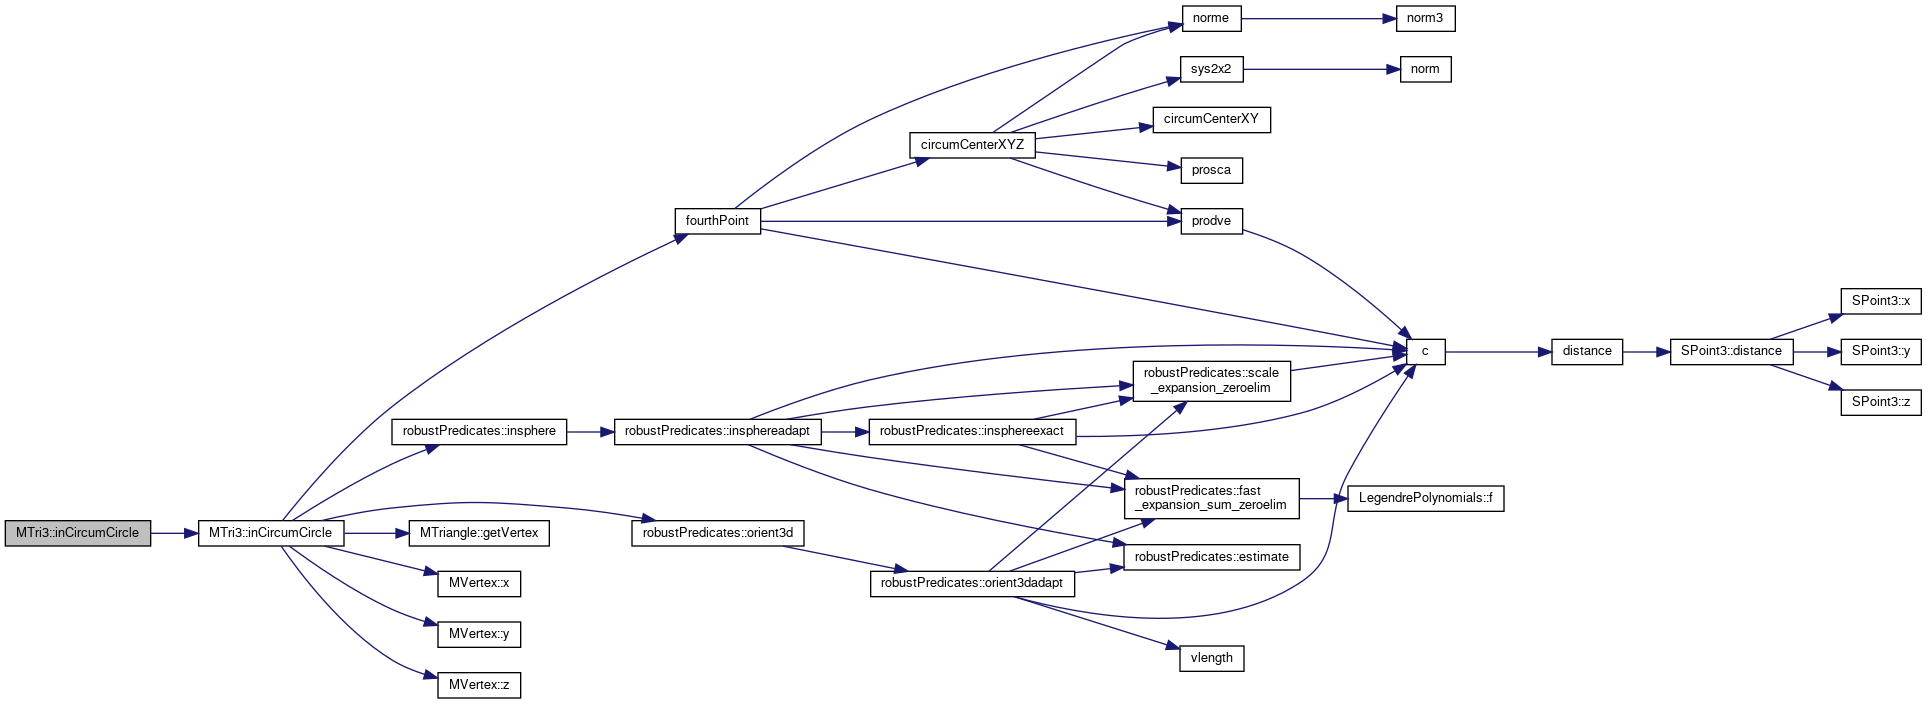 norme
norm3
sys2x2
norm
circumCenterXY
circumCenterXYZ
prosca
fourthPoint
prodve
SPoint3::x
c
distance
SPoint3::distance
SPoint3::y
robustPredicates::scale
_expansion_zeroelim
SPoint3::z
robustPredicates::insphere
robustPredicates::insphereadapt
robustPredicates::insphereexact
robustPredicates::fast
_expansion_sum_zeroelim
LegendrePolynomials::f
MTri3::inCircumCircle
MTri3::inCircumCircle
MTriangle::getVertex
robustPredicates::orient3d
robustPredicates::estimate
MVertex::x
robustPredicates::orient3dadapt
MVertex::y
vlength
MVertex::z